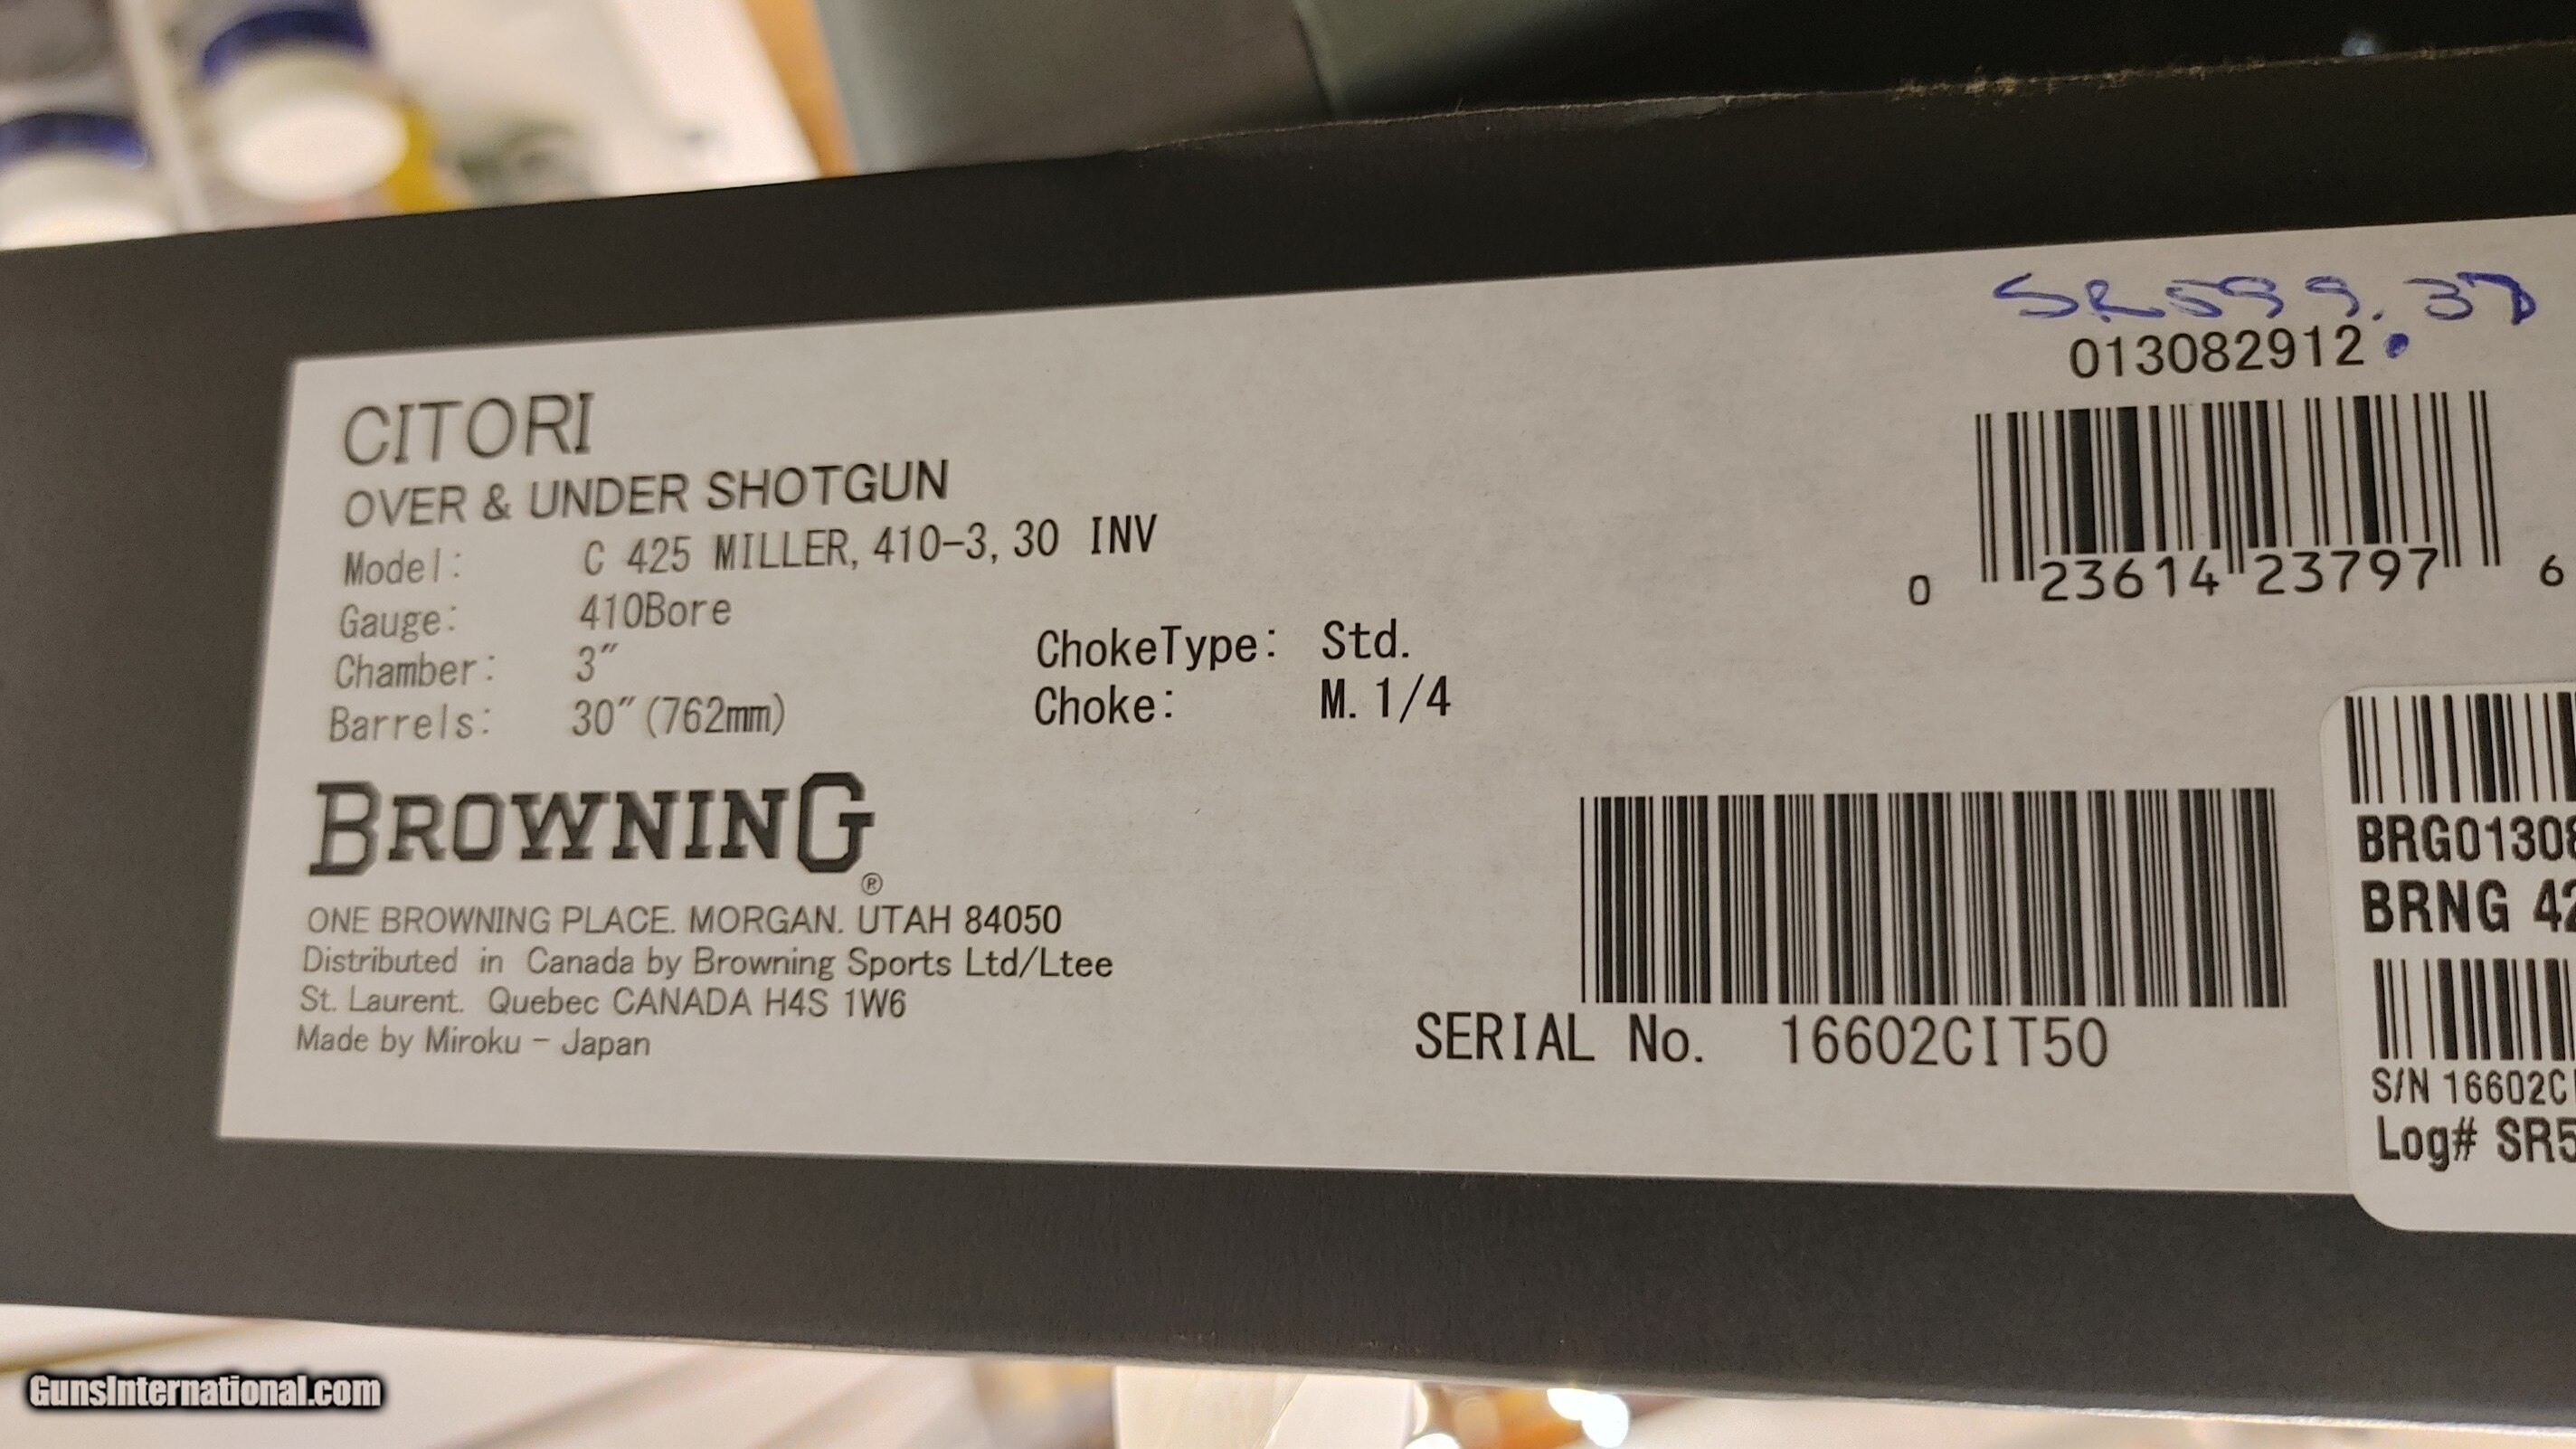 013082912
0 23614 23797 6
CITORI
OVER & UNDER SHOTGUN
Model: C 425 MILLER, 410-3, 30 INV
Gauge: 410Bore
Chamber: 3"
Barrels: 30"(762mm)
ChokeType: Std.
Choke: M. 1/4
BROWNING®
ONE BROWNING PLACE. MORGAN. UTAH 84050
Distributed in Canada by Browning Sports Ltd/Ltee
St. Laurent. Quebec CANADA H4S 1W6
Made by Miroku - Japan
SERIAL No. 16602CIT50
BRG01308
BRNG 42
S/N 16602C
Log# SR5
GunsInternational.com